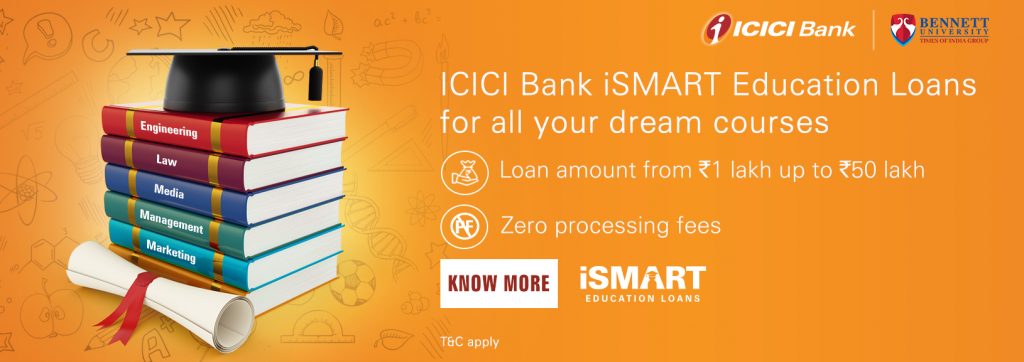 ICICI Bank
BENNETT
UNIVERSITY
TIMES OF INDIA GROUP
ICICI Bank iSMART Education Loans
for all your dream courses
Loan amount from ₹1 lakh up to ₹50 lakh
Zero processing fees
KNOW MORE
iSMART
EDUCATION LOANS
T&C apply
Engineering
Law
Media
Management
Marketing